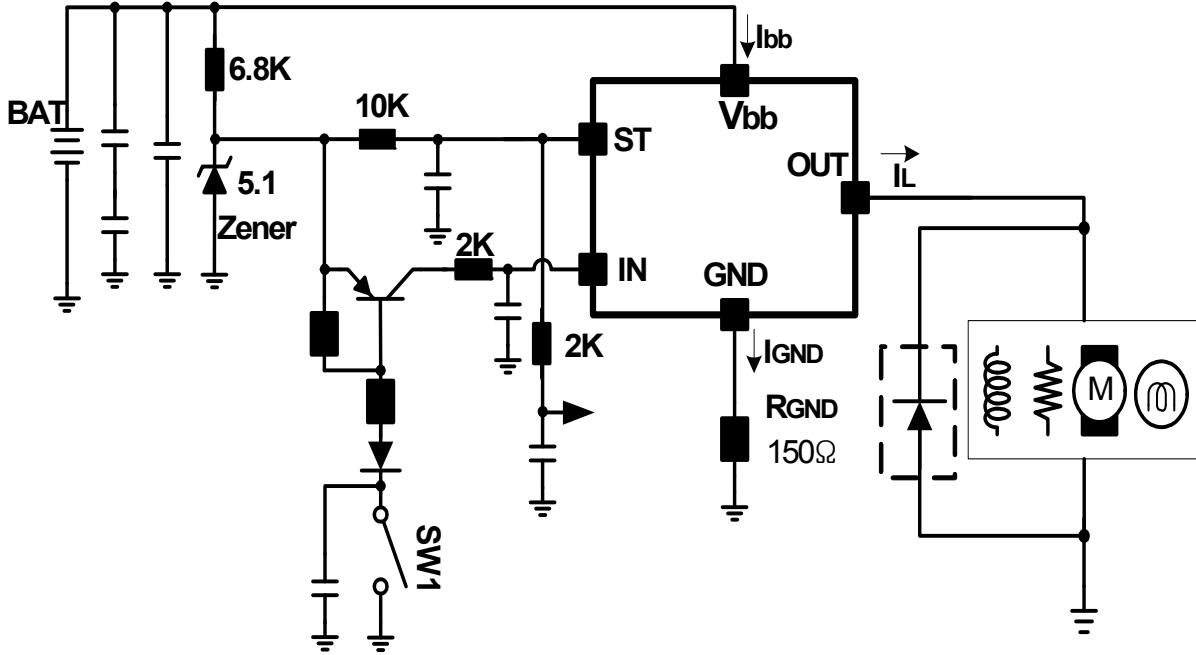 Ibb
6.8K
BAT
10K
Vbb
ST
OUT
IL
5.1
Zener
2K
IN
GND
2K
IGND
M
RGND
150Ω
SW1